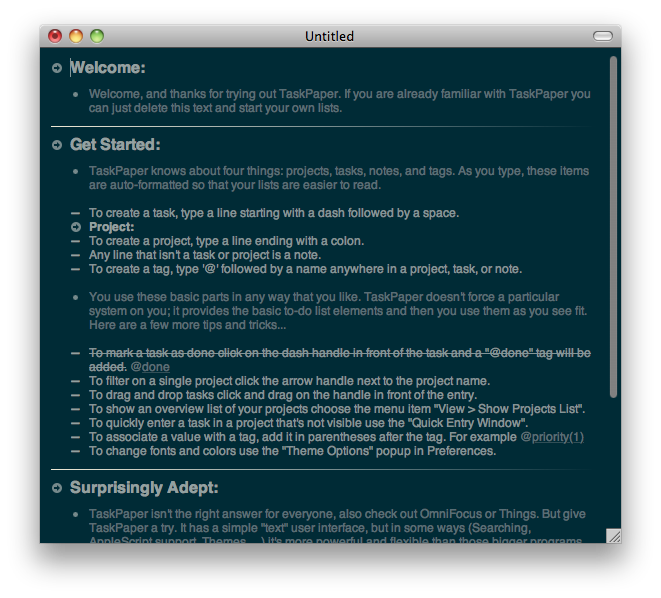 Untitled
Welcome:
Welcome, and thanks for trying out TaskPaper. If you are already familiar with TaskPaper you
can just delete this text and start your own lists.
Get Started:
TaskPaper knows about four things: projects, tasks, notes, and tags. As you type, these items
are auto-formatted so that your lists are easier to read.
To create a task, type a line starting with a dash followed by a space.
Project:
To create a project, type a line ending with a colon.
Any line that isn't a task or project is a note.
To create a tag, type '@' followed by a name anywhere in a project, task, or note.
You use these basic parts in any way that you like. TaskPaper doesn't force a particular
system on you; it provides the basic to-do list elements and then you use them as you see fit.
Here are a few more tips and tricks...
To mark a task as done click on the dash handle in front of the task and a "@done" tag will be
added. @done
To filter on a single project click the arrow handle next to the project name.
To drag and drop tasks click and drag on the handle in front of the entry.
To show an overview list of your projects choose the menu item "View > Show Projects List".
To quickly enter a task in a project that's not visible use the "Quick Entry Window".
To associate a value with a tag, add it in parentheses after the tag. For example @priority(1)
To change fonts and colors use the "Theme Options" popup in Preferences.
Surprisingly Adept:
TaskPaper isn't the right answer for everyone, also check out OmniFocus or Things. But give
TaskPaper a try. It has a simple "text" user interface, but in some ways (Searching,
AppleScript support, Themes, ...) it's more powerful and flexible than those bigger programs.